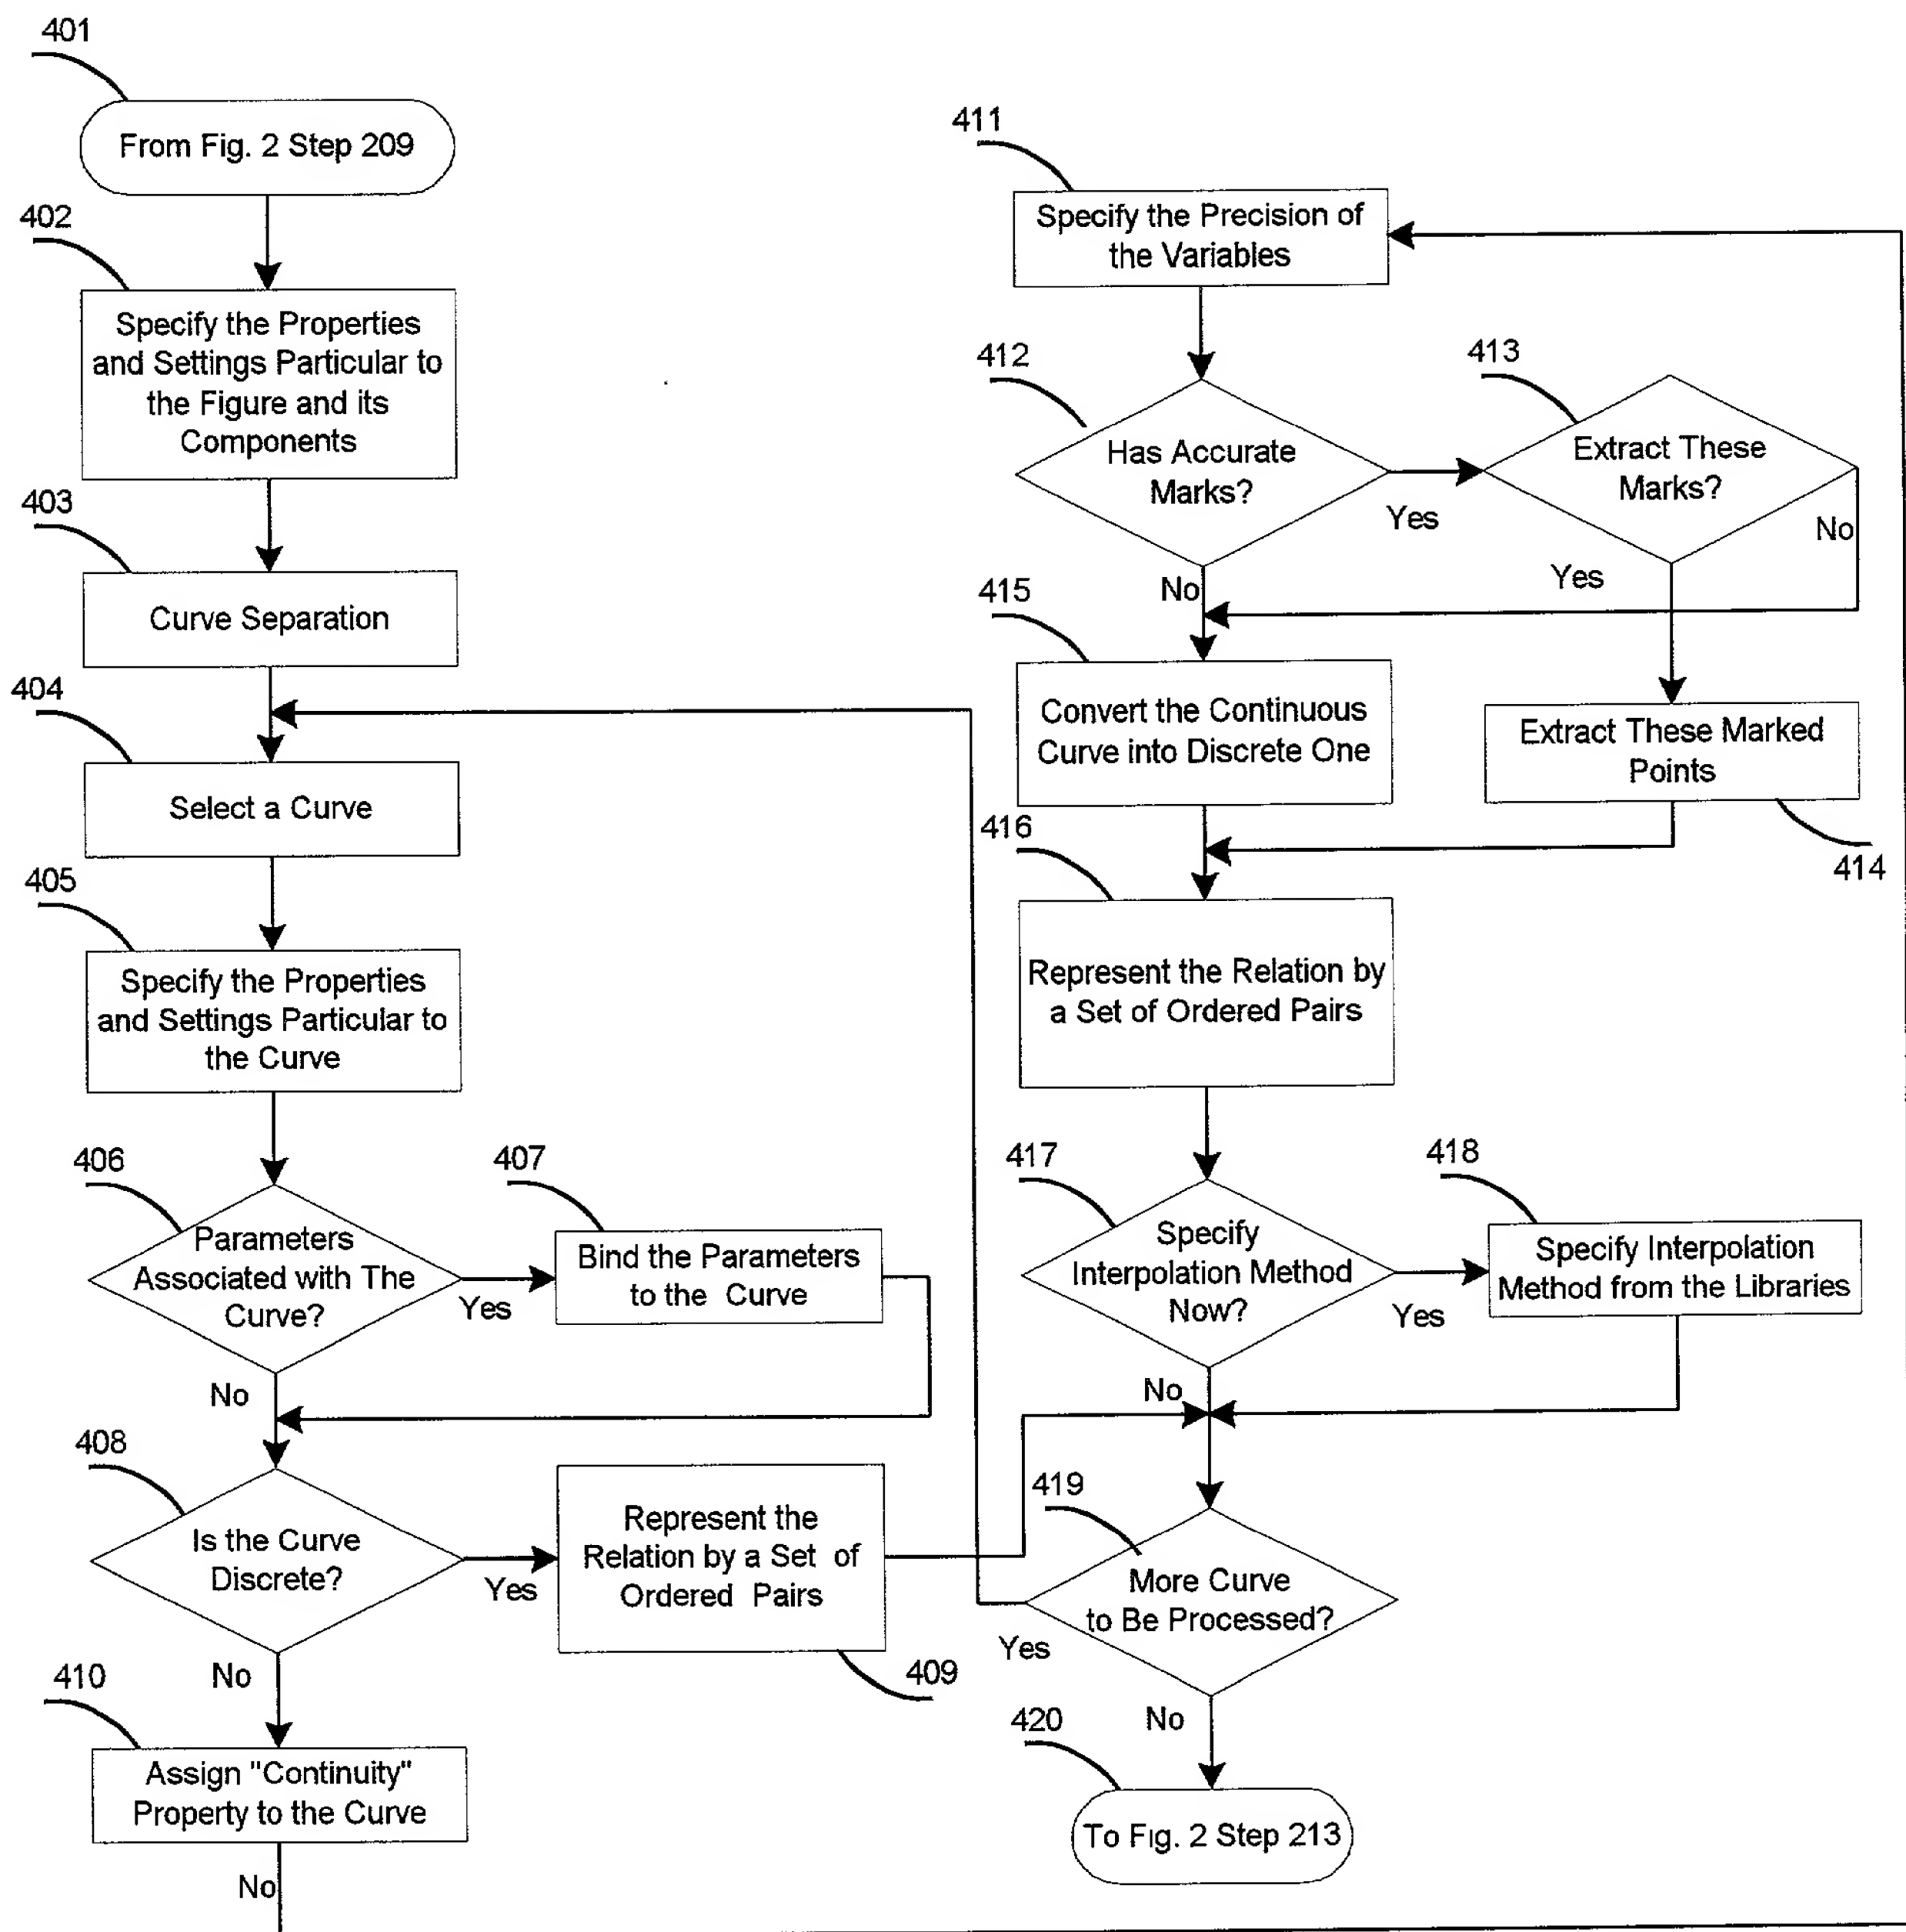 401
From Fig. 2 Step 209
402
Specify the Properties
and Settings Particular to
the Figure and its
Components
403
Curve Separation
404
Select a Curve
405
Specify the Properties
and Settings Particular to
the Curve
406
Parameters
Associated with The
Curve?
Yes
No
407
Bind the Parameters
to the Curve
408
Is the Curve
Discrete?
Yes
No
Represent the
Relation by a Set of
Ordered Pairs
409
410
Assign "Continuity"
Property to the Curve
No
411
Specify the Precision of
the Variables
412
Has Accurate
Marks?
Yes
No
413
Extract These
Marks?
No
Yes
415
Convert the Continuous
Curve into Discrete One
Extract These Marked
Points
414
416
Represent the Relation by
a Set of Ordered Pairs
417
Specify
Interpolation Method
Now?
Yes
No
418
Specify Interpolation
Method from the Libraries
419
More Curve
to Be Processed?
Yes
No
420
To Fig. 2 Step 213